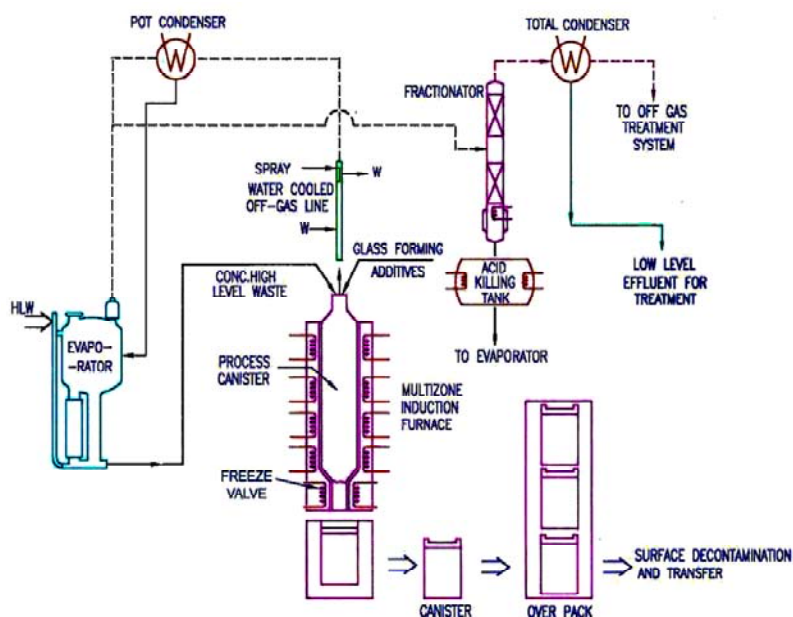 POT CONDENSER
W
TOTAL CONDENSER
W
FRACTIONATOR
TO OFF GAS
TREATMENT
SYSTEM
SPRAY
W
WATER COOLED
OFF-GAS LINE
W
GLASS FORMING
ADDITIVES
CONC.HIGH
LEVEL WASTE
ACID
KILLING
TANK
LOW LEVEL
EFFLUENT FOR
TREATMENT
HLW
EVAPO-
-RATOR
TO EVAPORATOR
PROCESS
CANISTER
MULTIZONE
INDUCTION
FURNACE
FREEZE
VALVE
SURFACE DECONTAMINATION
AND TRANSFER
CANISTER
OVER PACK